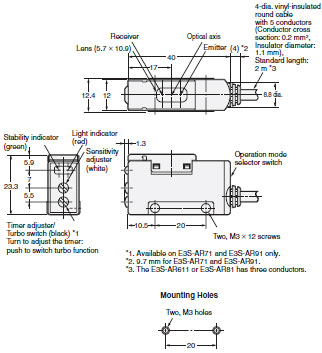 4-dia. vinyl-insulated
round cable
with 5 conductors
(Conductor cross
section: 0.2 mm²,
Insulator diameter:
1.1 mm),
Standard length:
2 m *3
Receiver
Optical axis
Lens (5.7 × 10.9)
Emitter
(4) *2
40
17
12.4
12
8.8 dia.
Stability indicator
(green)
Light indicator
(red)
Sensitivity
adjuster
(white)
1.3
Operation mode
selector switch
5.9
7
23.3
5.5
10.5
20
Timer adjuster/
Turbo switch (black) *1
Turn to adjust the timer:
push to switch turbo function
Two, M3 × 12 screws
*1. Available on E3S-AR71 and E3S-AR91 only.
*2. 9.7 mm for E3S-AR71 and E3S-AR91.
*3. The E3S-AR611 or E3S-AR81 has three conductors.
Mounting Holes
Two, M3 holes
20